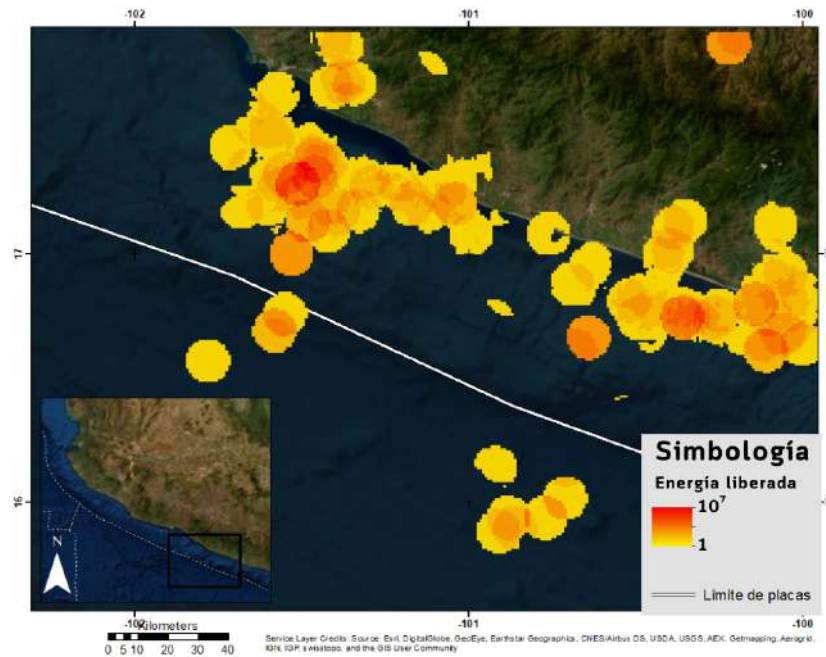 -102 -101 -100
17
16
N
Simbología
Energía liberada
10⁷
1
Límite de placas
-102 -101 -100
Kilometers
0 5 10 20 30 40
Service Layer Credits: Source: Esri, DigitalGlobe, GeoEye, Earthstar Geographics, CNES/Airbus DS, USDA, USGS, AEX, Getmapping, Aerogrid,
IGN, IGP, swisstopo, and the GIS User Community